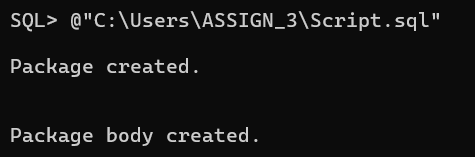 SQL> @"C:\Users\ASSIGN_3\Script.sql"
Package created.
Package body created.